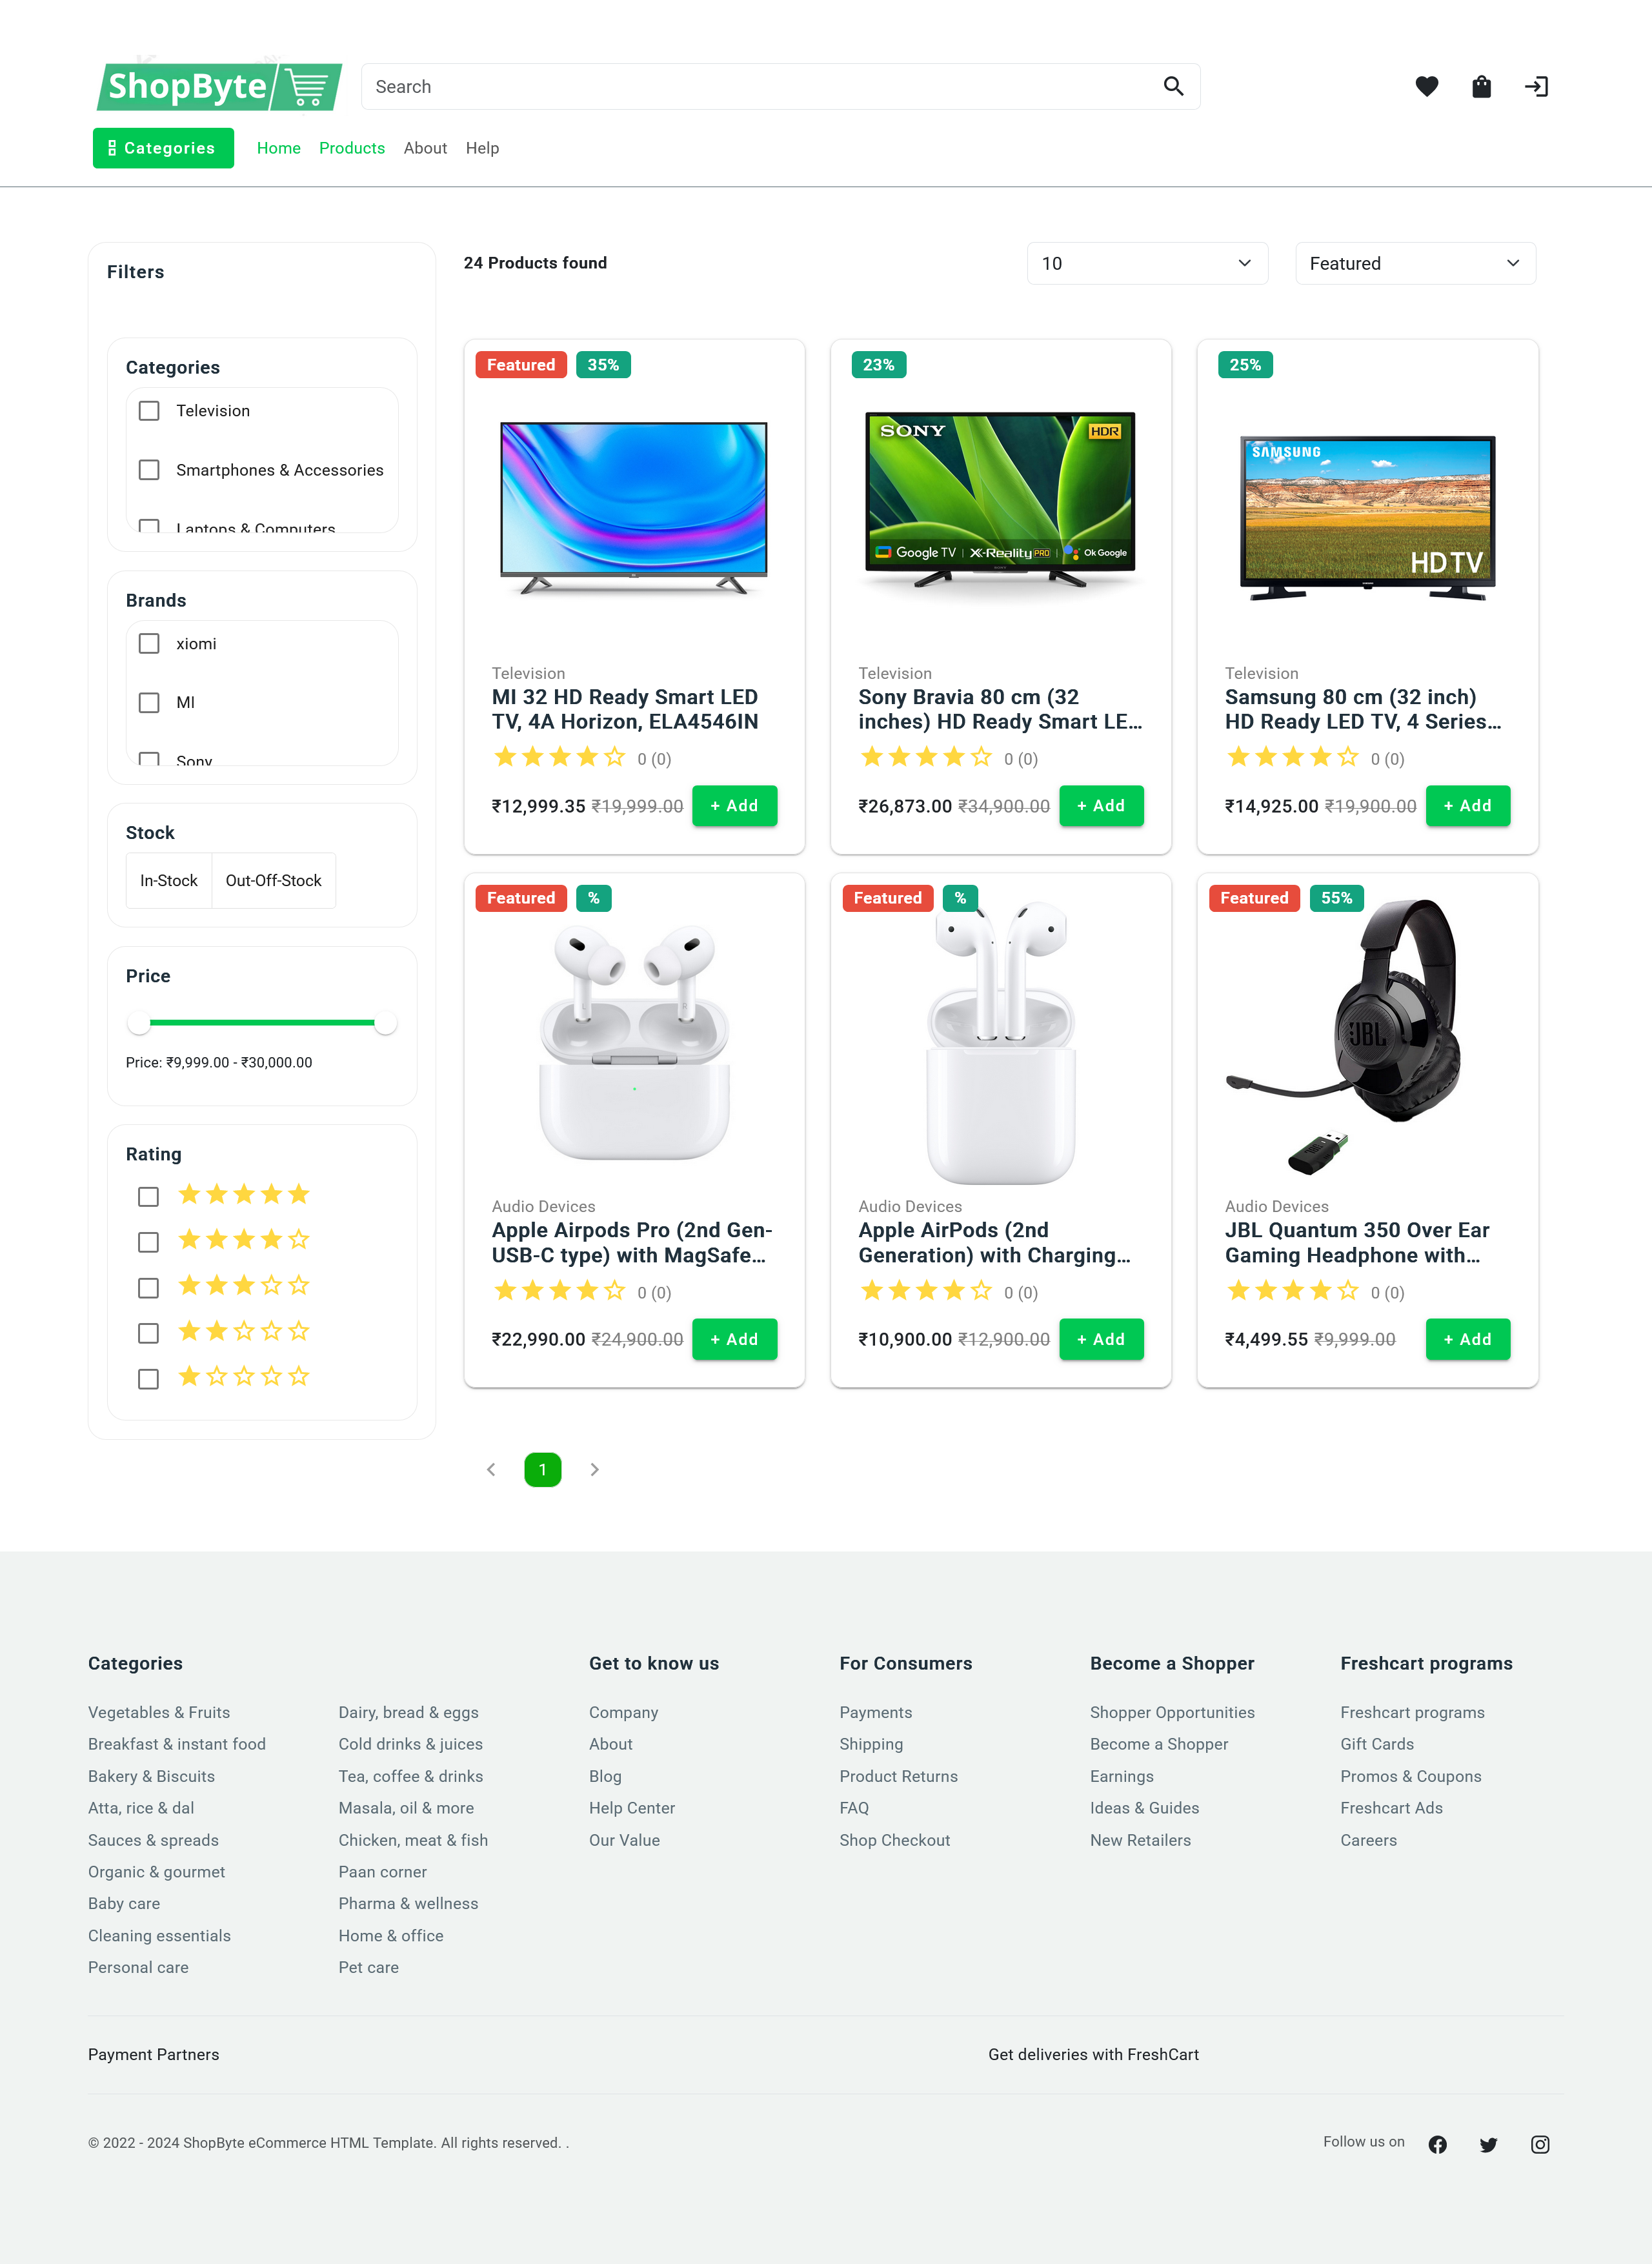 ShopByte
Search
Categories
Home
Products
About
Help
Filters
Categories
Television
Smartphones & Accessories
Laptops & Computers
Brands
xiomi
MI
Sony
Stock
In-Stock
Out-Off-Stock
Price
Price: ₹9,999.00 - ₹30,000.00
Rating
24 Products found
10
Featured
Featured
35%
Television
MI 32 HD Ready Smart LED
TV, 4A Horizon, ELA4546IN
0 (0)
₹12,999.35 ₹19,999.00
+ Add
23%
SONY
HDR
Google TV
X-Reality PRO
Ok Google
Television
Sony Bravia 80 cm (32
inches) HD Ready Smart LE...
0 (0)
₹26,873.00 ₹34,900.00
+ Add
25%
SAMSUNG
HD TV
Television
Samsung 80 cm (32 inch)
HD Ready LED TV, 4 Series...
0 (0)
₹14,925.00 ₹19,900.00
+ Add
Featured
%
Audio Devices
Apple Airpods Pro (2nd Gen-
USB-C type) with MagSafe...
0 (0)
₹22,990.00 ₹24,900.00
+ Add
Featured
%
Audio Devices
Apple AirPods (2nd
Generation) with Charging...
0 (0)
₹10,900.00 ₹12,900.00
+ Add
Featured
55%
JBL
Audio Devices
JBL Quantum 350 Over Ear
Gaming Headphone with...
0 (0)
₹4,499.55 ₹9,999.00
+ Add
1
Categories
Vegetables & Fruits
Breakfast & instant food
Bakery & Biscuits
Atta, rice & dal
Sauces & spreads
Organic & gourmet
Baby care
Cleaning essentials
Personal care
Dairy, bread & eggs
Cold drinks & juices
Tea, coffee & drinks
Masala, oil & more
Chicken, meat & fish
Paan corner
Pharma & wellness
Home & office
Pet care
Get to know us
Company
About
Blog
Help Center
Our Value
For Consumers
Payments
Shipping
Product Returns
FAQ
Shop Checkout
Become a Shopper
Shopper Opportunities
Become a Shopper
Earnings
Ideas & Guides
New Retailers
Freshcart programs
Freshcart programs
Gift Cards
Promos & Coupons
Freshcart Ads
Careers
Payment Partners
Get deliveries with FreshCart
© 2022 - 2024 ShopByte eCommerce HTML Template. All rights reserved. .
Follow us on